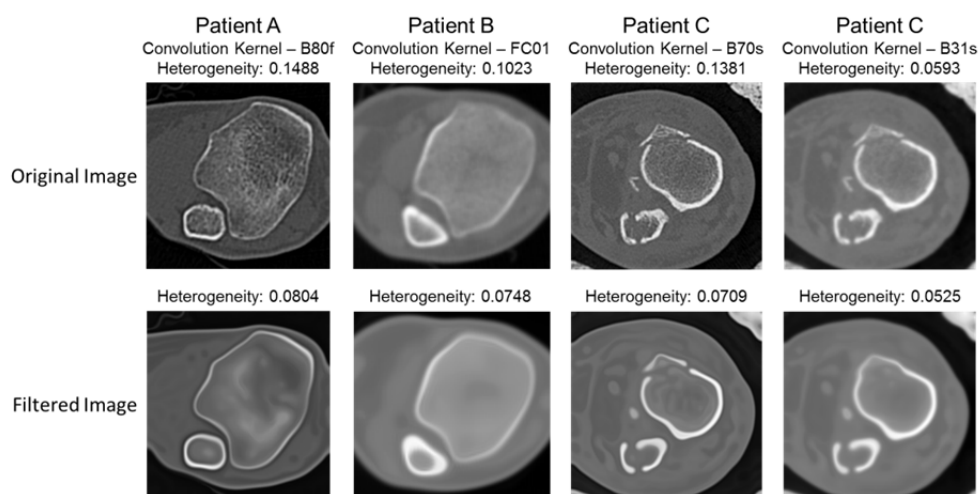 Patient A
Convolution Kernel – B80f
Heterogeneity: 0.1488
Patient B
Convolution Kernel – FC01
Heterogeneity: 0.1023
Patient C
Convolution Kernel – B70s
Heterogeneity: 0.1381
Patient C
Convolution Kernel – B31s
Heterogeneity: 0.0593
Original Image
Heterogeneity: 0.0804
Heterogeneity: 0.0748
Heterogeneity: 0.0709
Heterogeneity: 0.0525
Filtered Image